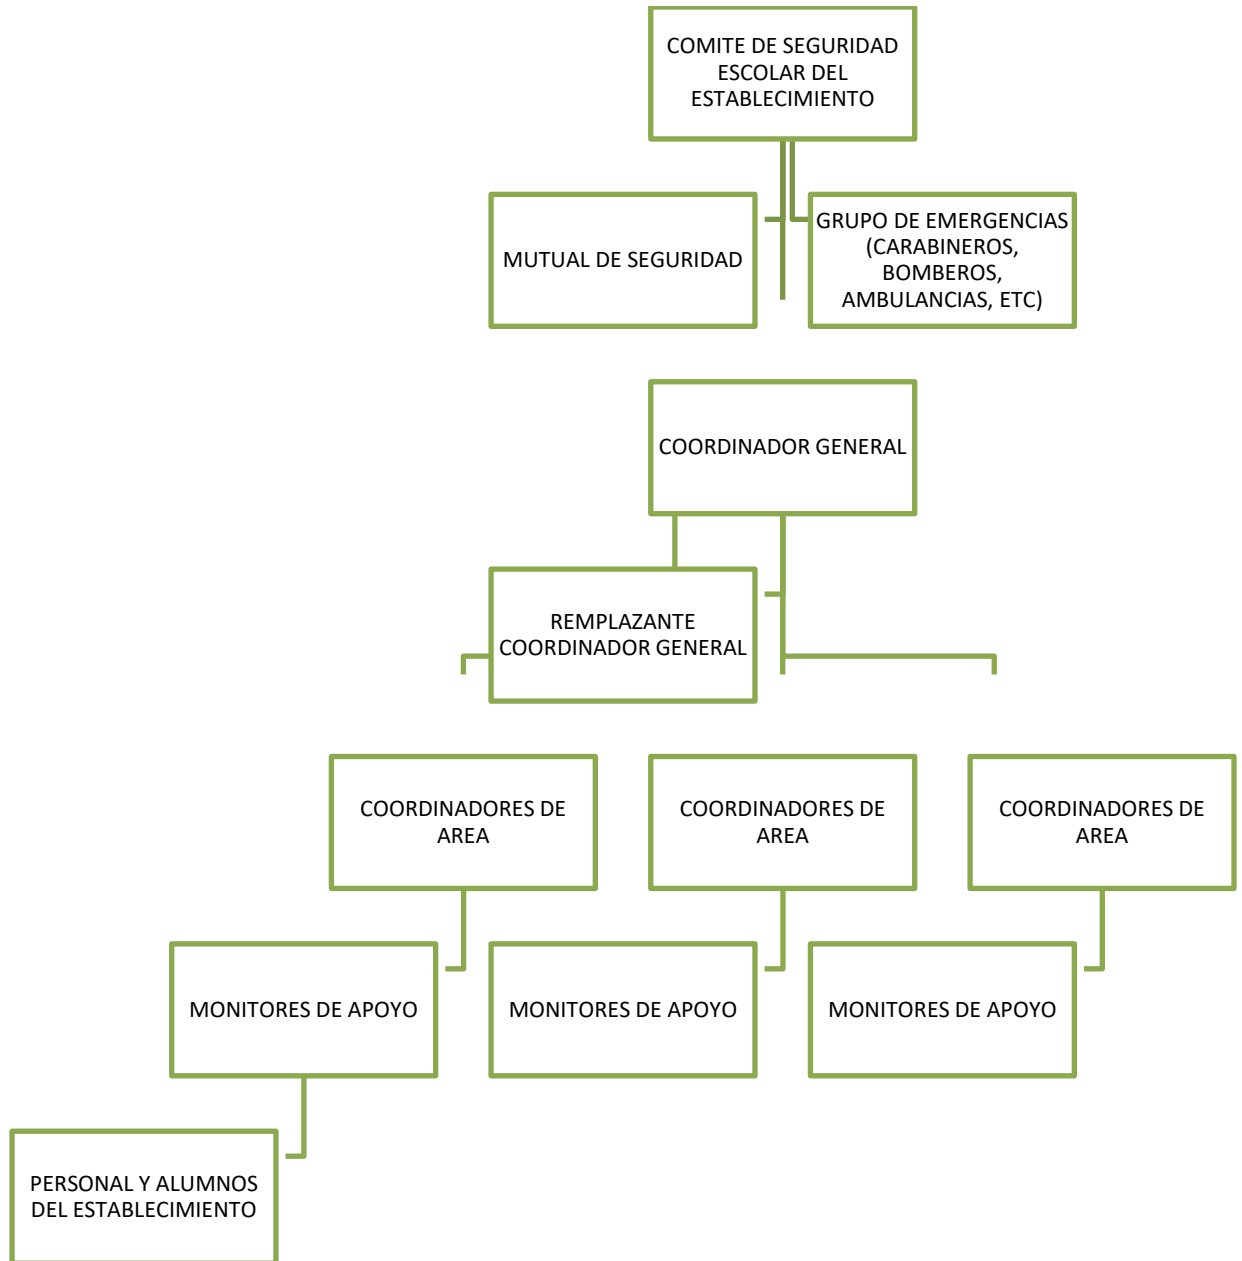 COMITE DE SEGURIDAD
ESCOLAR DEL
ESTABLECIMIENTO
MUTUAL DE SEGURIDAD
GRUPO DE EMERGENCIAS
(CARABINEROS,
BOMBEROS,
AMBULANCIAS, ETC)
COORDINADOR GENERAL
REMPLAZANTE
COORDINADOR GENERAL
COORDINADORES DE
AREA
COORDINADORES DE
AREA
COORDINADORES DE
AREA
MONITORES DE APOYO
MONITORES DE APOYO
MONITORES DE APOYO
PERSONAL Y ALUMNOS
DEL ESTABLECIMIENTO